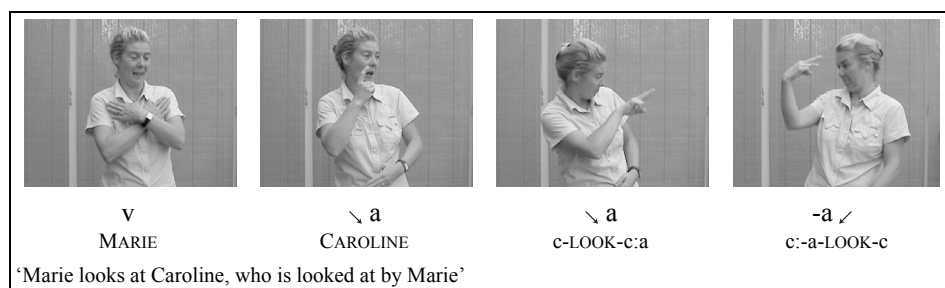 v ↘ a ↘ a -a ↙
MARIE CAROLINE c-LOOK-c:a c:-a-LOOK-c
‘Marie looks at Caroline, who is looked at by Marie’